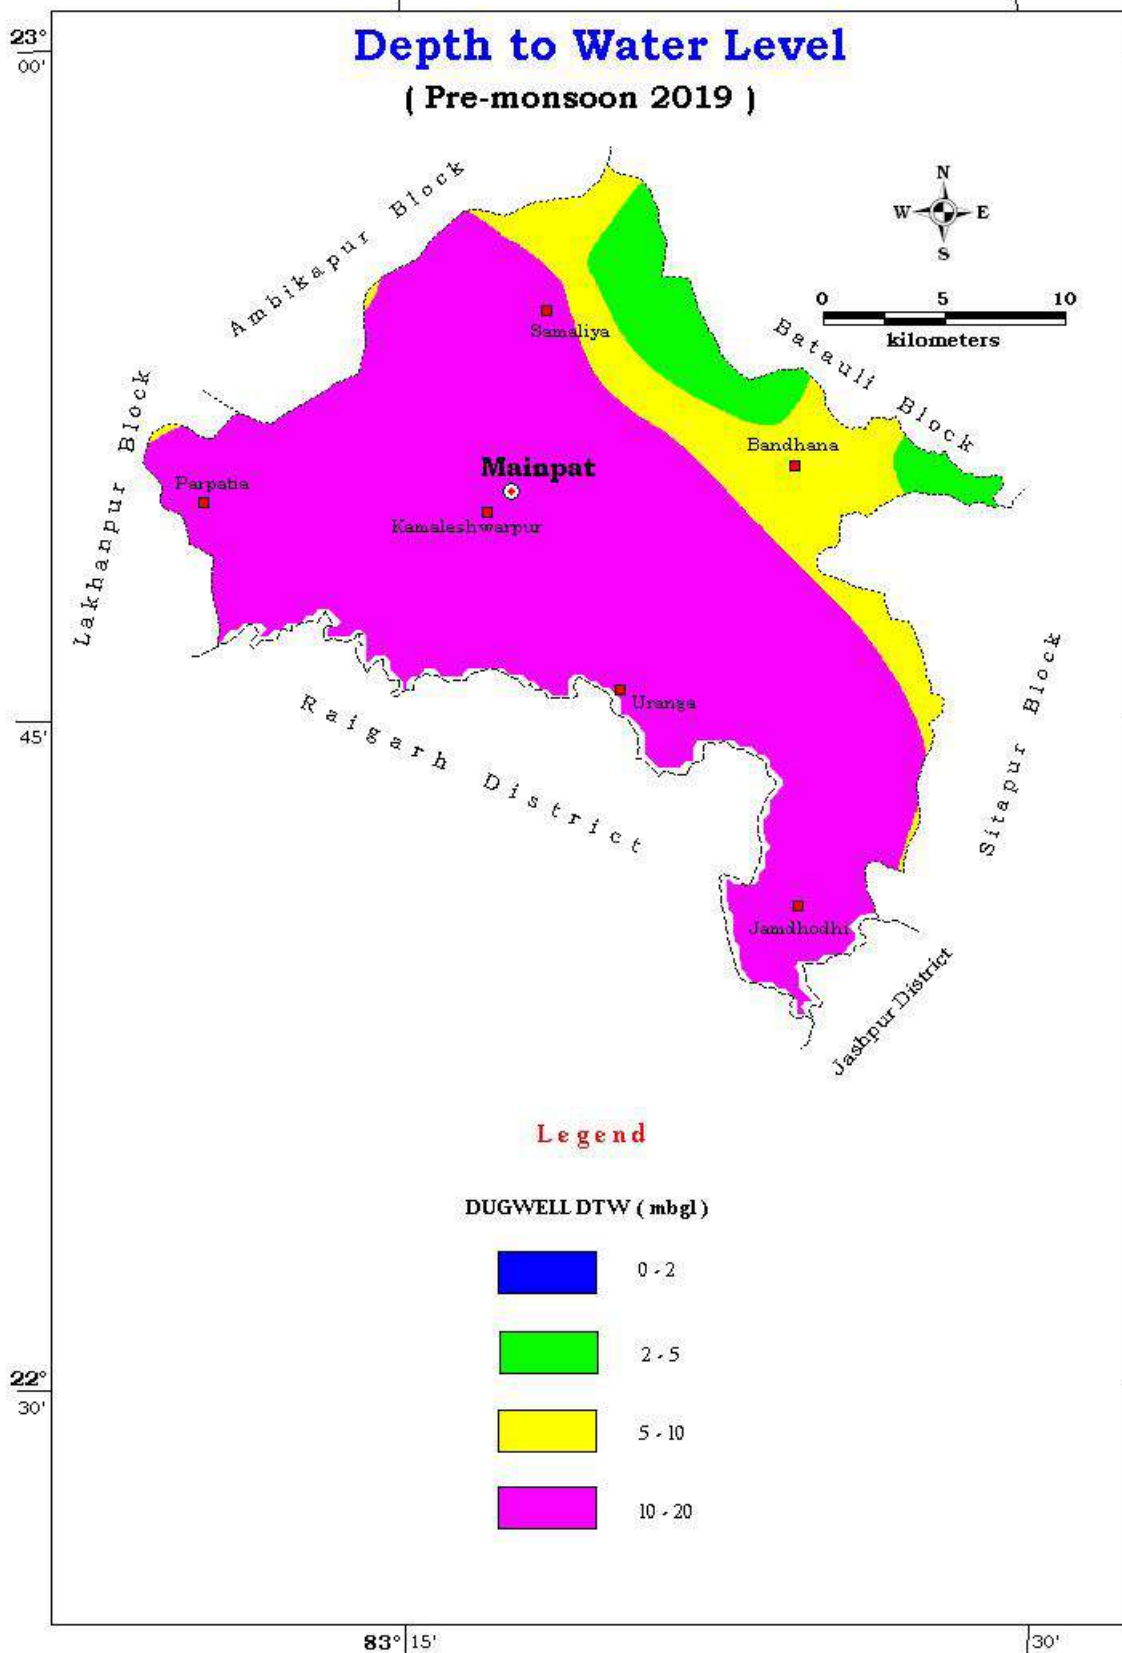 Depth to Water Level
( Pre-monsoon 2019 )
23°
00'
Ambikapur Block
N
W E
S
0 5 10
kilometers
Samaliya
Batauli Block
Lakhanpur Block
Bandhana
Mainpat
Parpatia
Kamaleshwarpur
Uranga
Raigarh District
Sitapur Block
45'
Jamdhodhi
Jashpur District
Legend
DUGWELL DTW ( mbgl )
0 - 2
2 - 5
22°
30'
5 - 10
10 - 20
83° 15' 30'